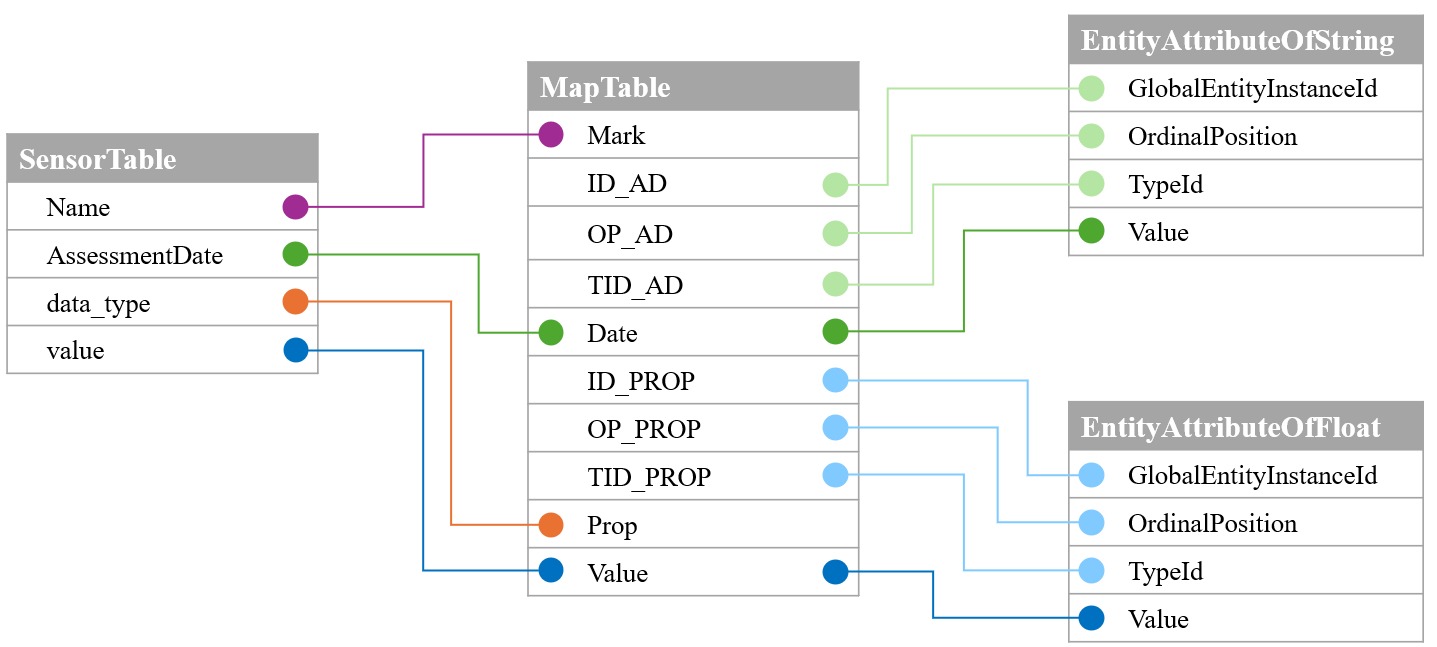 SensorTable
Name
AssessmentDate
data_type
value
MapTable
Mark
ID_AD
OP_AD
TID_AD
Date
ID_PROP
OP_PROP
TID_PROP
Prop
Value
EntityAttributeOfString
GlobalEntityInstanceId
OrdinalPosition
TypeId
Value
EntityAttributeOfFloat
GlobalEntityInstanceId
OrdinalPosition
TypeId
Value